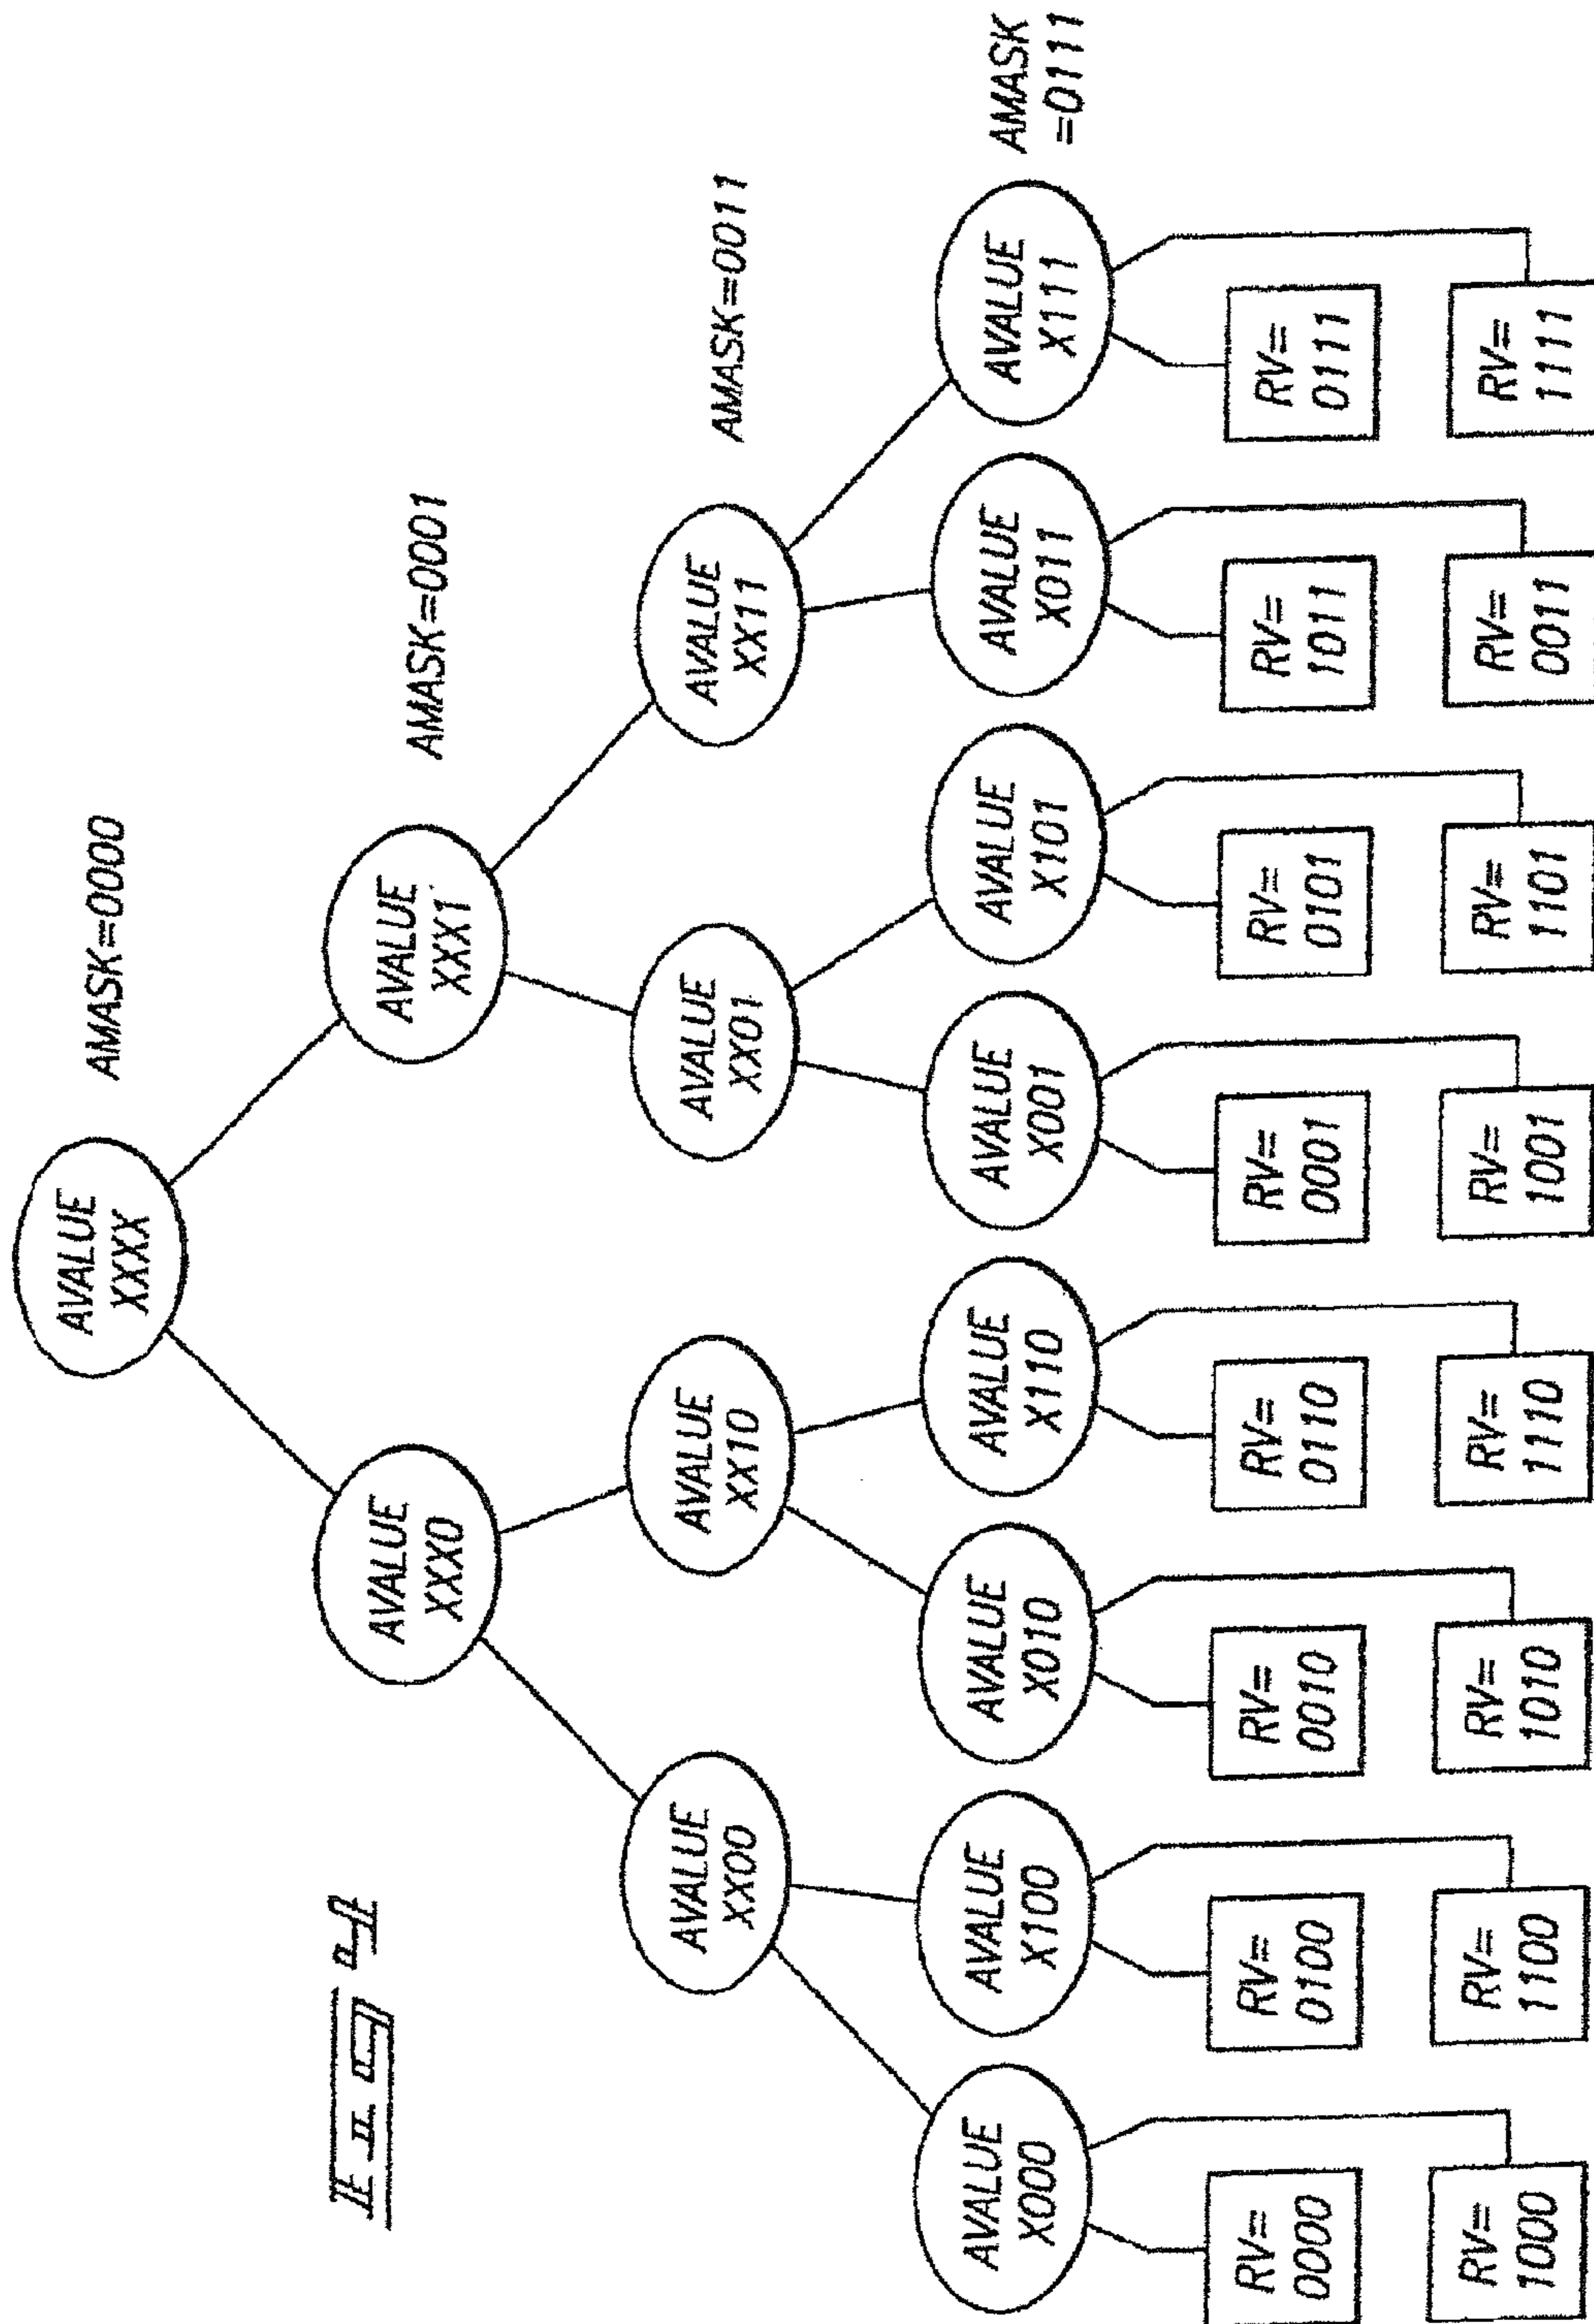 AMASK=0000
AVALUE
XXXX
AMASK=0001
AVALUE
XXX0
AVALUE
XXX1
AMASK=0011
AVALUE
XX00
AVALUE
XX10
AVALUE
XX01
AVALUE
XX11
AMASK
=0111
AVALUE
X000
AVALUE
X100
AVALUE
X010
AVALUE
X110
AVALUE
X001
AVALUE
X101
AVALUE
X011
AVALUE
X111
RV=
0000
RV=
0100
RV=
0010
RV=
0110
RV=
0001
RV=
0101
RV=
1011
RV=
0111
RV=
1000
RV=
1100
RV=
1010
RV=
1110
RV=
1001
RV=
1101
RV=
0011
RV=
1111